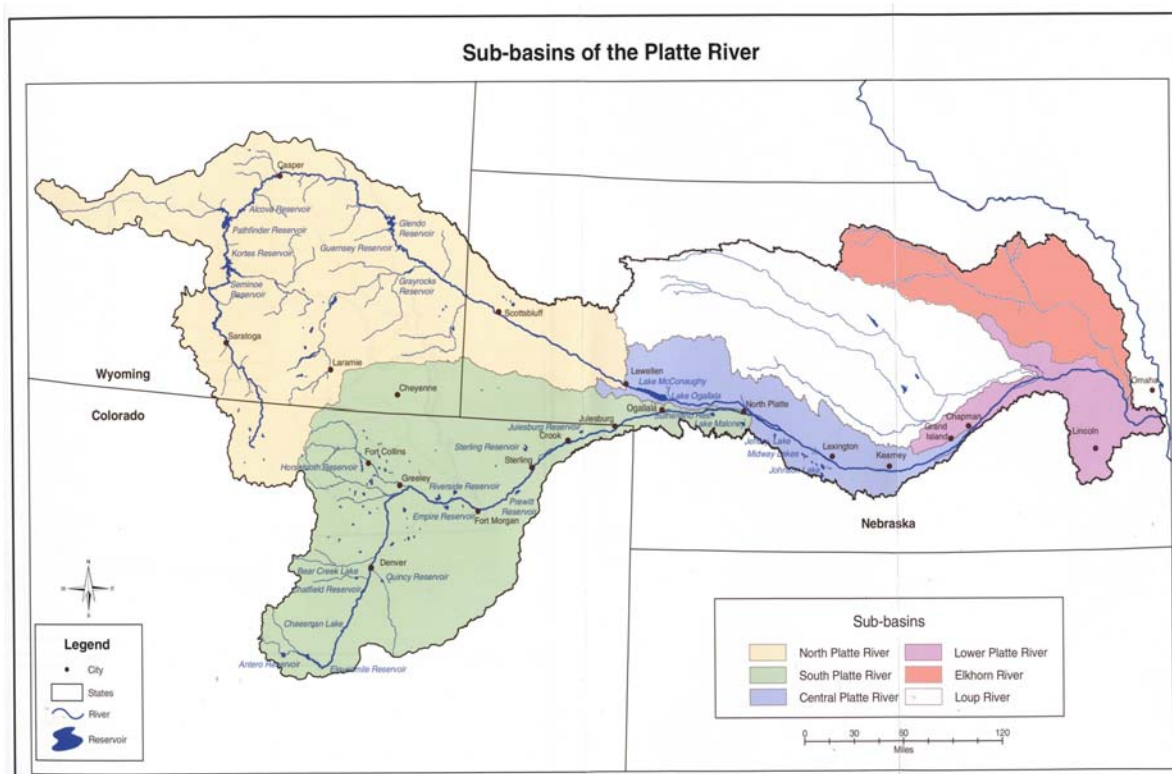 Sub-basins of the Platte River
Casper
Alcova Reservoir
Pathfinder Reservoir
Glendo
Reservoir
Guernsey Reservoir
Kortes Reservoir
Seminoe
Reservoir
Grayrocks
Reservoir
Scottsbluff
Saratoga
Laramie
Wyoming
Lewellen
Lake McConaughy
Cheyenne
Lake Ogallala
Omaha
Colorado
Ogallala
North Platte
Julesburg
Lake Maloney
Chapman
Grand
Island
Julesburg Reservoir
Crook
Lincoln
Sterling Reservoir
Jeffrey Lake
Lexington
Midway Lakes
Kearney
Fort Collins
Sterling
Horsetooth Reservoir
Johnson Lake
Greeley
Riverside Reservoir
Prewitt
Reservoir
Empire Reservoir
Fort Morgan
Nebraska
Denver
Bear Creek Lake
Quincy Reservoir
Chatfield Reservoir
Cheesman Lake
Antero Reservoir
Elevenmile Reservoir
N
W
E
S
Legend
City
States
River
Reservoir
Sub-basins
North Platte River
Lower Platte River
South Platte River
Elkhorn River
Central Platte River
Loup River
0 30 60 120
Miles